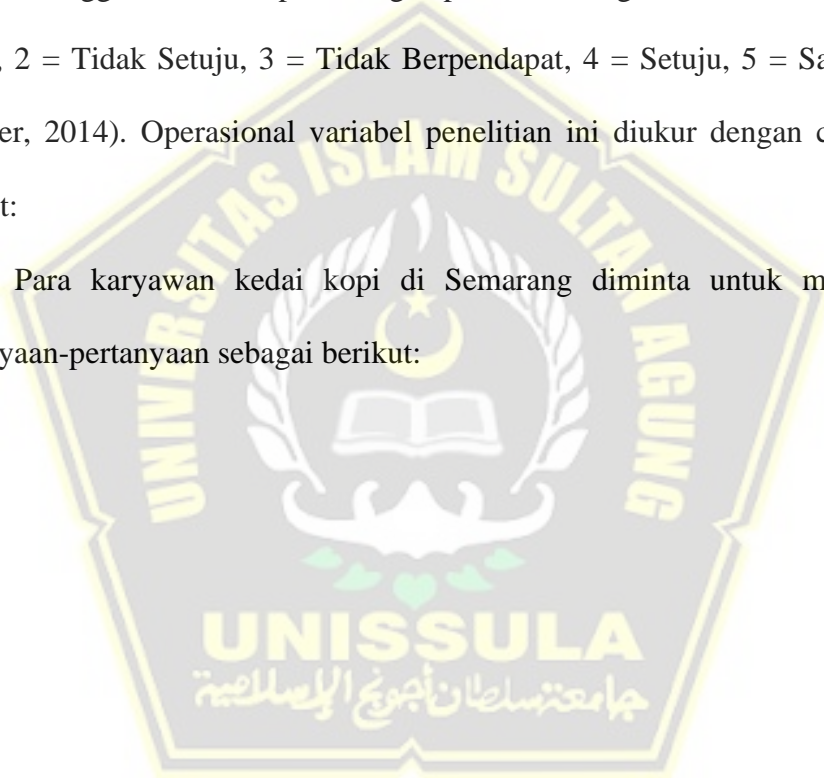 , 2 = Tidak Setuju, 3 = Tidak Berpendapat, 4 = Setuju, 5 = Sa
er, 2014). Operasional variabel penelitian ini diukur dengan
t:
Para karyawan kedai kopi di Semarang diminta untuk m
yaan-pertanyaan sebagai berikut:
UNIVERSITAS ISLAM SULTAN AGUNG
UNISSULA
جامعة سلطان أجونج الإسلامية